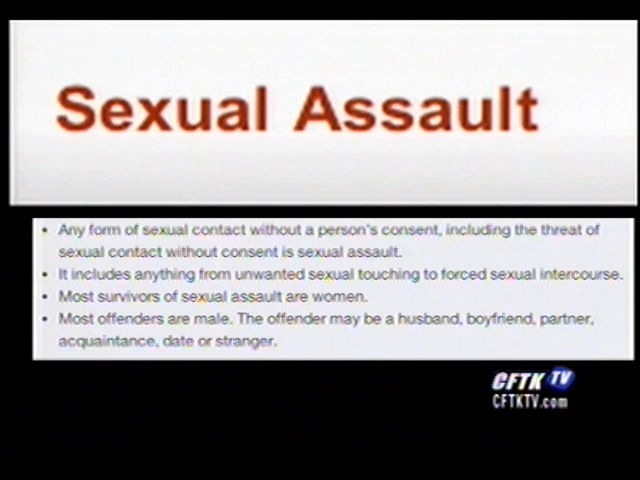 Sexual Assault
• Any form of sexual contact without a person's consent, including the threat of
sexual contact without consent is sexual assault.
• It includes anything from unwanted sexual touching to forced sexual intercourse.
• Most survivors of sexual assault are women.
• Most offenders are male. The offender may be a husband, boyfriend, partner,
acquaintance, date or stranger.
CFTK TV
CFTKTV.com